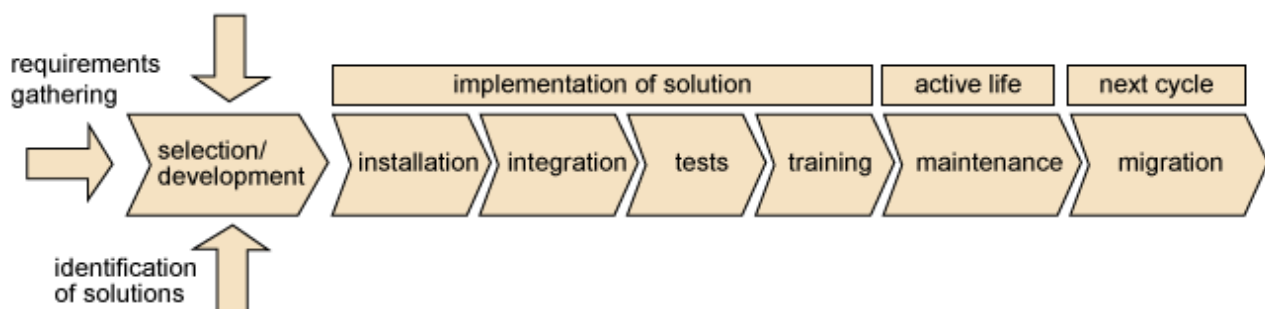 requirements
gathering
identification
of solutions
selection/
development
implementation of solution
active life
next cycle
installation
integration
tests
training
maintenance
migration